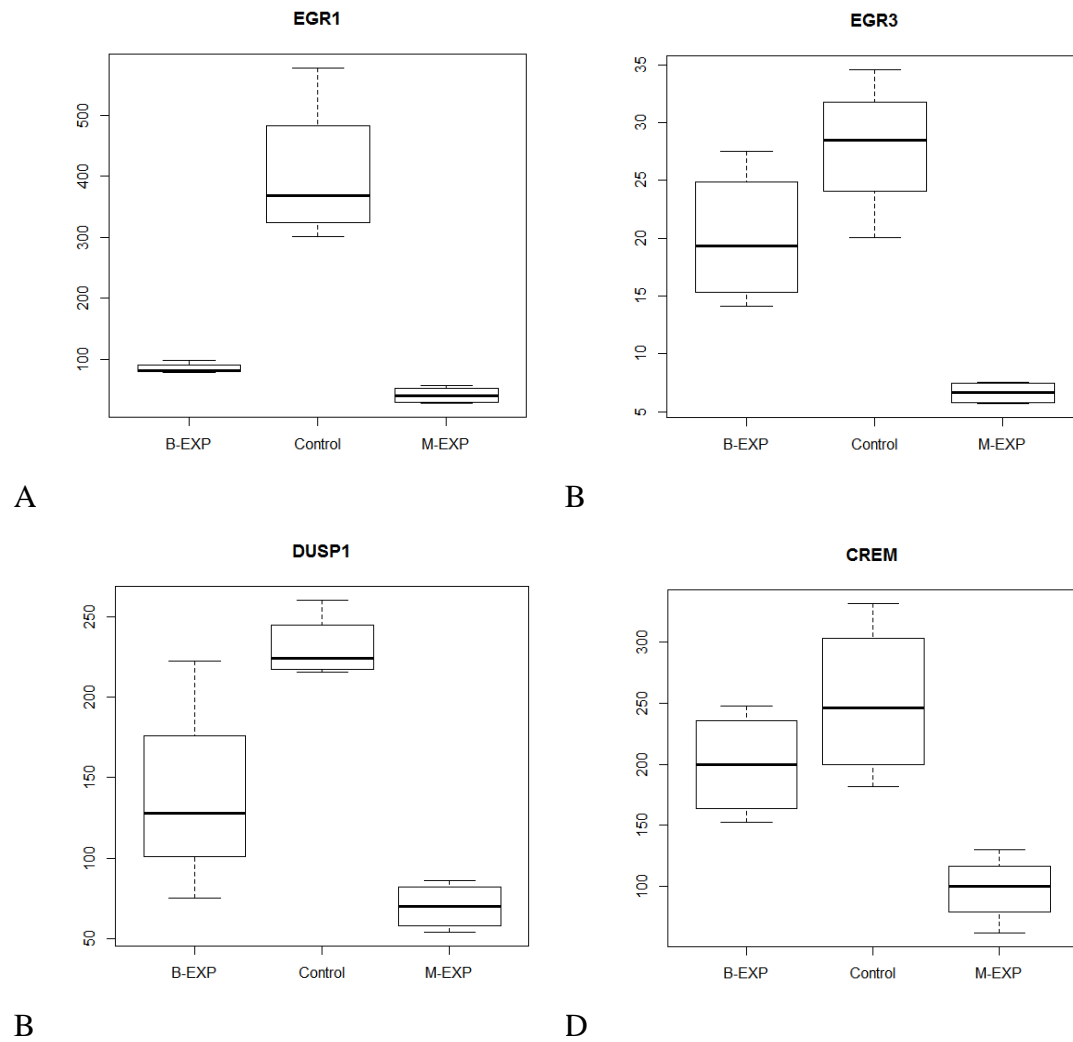 EGR1
500
400
300
200
100
B-EXP Control M-EXP
A
EGR3
35
30
25
20
15
10
5
B-EXP Control M-EXP
B
DUSP1
250
200
150
100
50
B-EXP Control M-EXP
B
CREM
300
250
200
150
100
B-EXP Control M-EXP
D